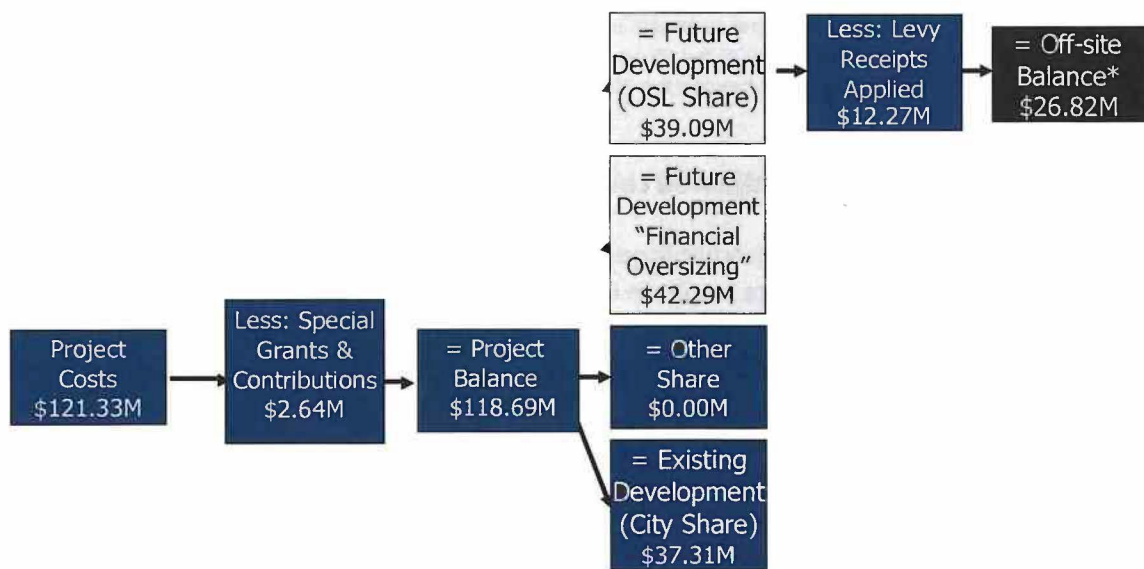 = Future
Development
(OSL Share)
$39.09M
Less: Levy
Receipts
Applied
$12.27M
= Off-site
Balance*
$26.82M
= Future
Development
"Financial
Oversizing"
$42.29M
Project
Costs
$121.33M
Less: Special
Grants &
Contributions
$2.64M
= Project
Balance
$118.69M
= Other
Share
$0.00M
= Existing
Development
(City Share)
$37.31M